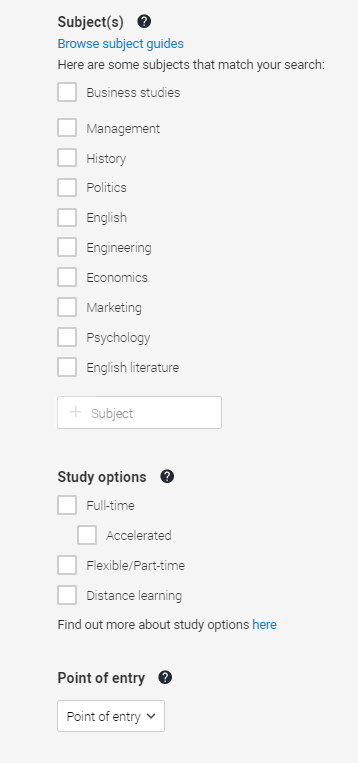 Subject(s) ?
Browse subject guides
Here are some subjects that match your search:
Business studies
Management
History
Politics
English
Engineering
Economics
Marketing
Psychology
English literature
+ Subject
Study options ?
Full-time
Accelerated
Flexible/Part-time
Distance learning
Find out more about study options here
Point of entry ?
Point of entry